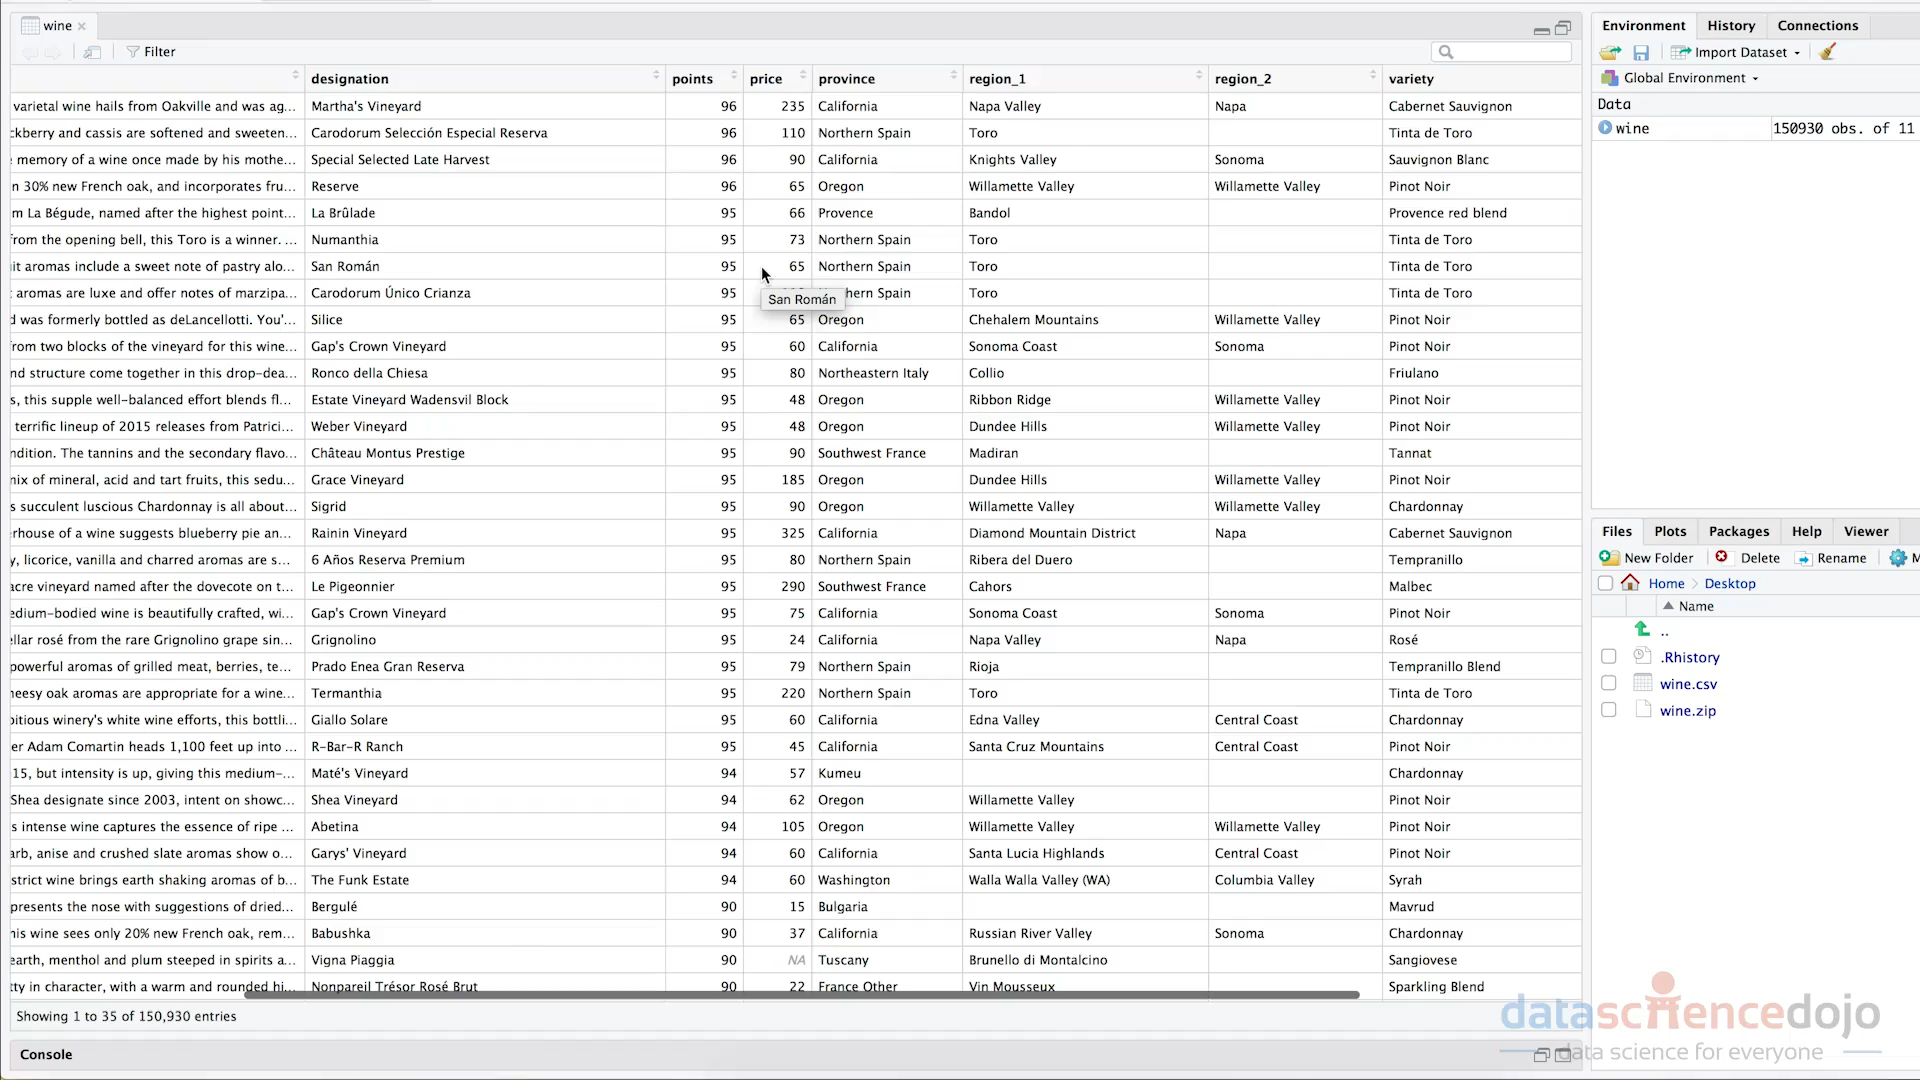 wine
Filter
designation points price province region_1 region_2 variety
varietal wine hails from Oakville and was ag... Martha's Vineyard 96 235 California Napa Valley Napa Cabernet Sauvignon
ckberry and cassis are softened and sweeten... Carodorum Selección Especial Reserva 96 110 Northern Spain Toro Tinta de Toro
memory of a wine once made by his mothe... Special Selected Late Harvest 96 90 California Knights Valley Sonoma Sauvignon Blanc
n 30% new French oak, and incorporates fru... Reserve 96 65 Oregon Willamette Valley Willamette Valley Pinot Noir
m La Bégude, named after the highest point... La Brûlade 95 66 Provence Bandol Provence red blend
from the opening bell, this Toro is a winner. ... Numanthia 95 73 Northern Spain Toro Tinta de Toro
it aromas include a sweet note of pastry alo... San Román 95 65 Northern Spain Toro Tinta de Toro
aromas are luxe and offer notes of marzipa... Carodorum Único Crianza 95 hern Spain Toro Tinta de Toro
San Román
d was formerly bottled as deLancellotti. You'... Silice 95 65 Oregon Chehalem Mountains Willamette Valley Pinot Noir
from two blocks of the vineyard for this wine... Gap's Crown Vineyard 95 60 California Sonoma Coast Sonoma Pinot Noir
nd structure come together in this drop-dea... Ronco della Chiesa 95 80 Northeastern Italy Collio Friulano
s, this supple well-balanced effort blends fl... Estate Vineyard Wadensvil Block 95 48 Oregon Ribbon Ridge Willamette Valley Pinot Noir
terrific lineup of 2015 releases from Patrici... Weber Vineyard 95 48 Oregon Dundee Hills Willamette Valley Pinot Noir
ndition. The tannins and the secondary flavo... Château Montus Prestige 95 90 Southwest France Madiran Tannat
mix of mineral, acid and tart fruits, this sedu... Grace Vineyard 95 185 Oregon Dundee Hills Willamette Valley Pinot Noir
s succulent luscious Chardonnay is all about... Sigrid 95 90 Oregon Willamette Valley Willamette Valley Chardonnay
erhouse of a wine suggests blueberry pie an... Rainin Vineyard 95 325 California Diamond Mountain District Napa Cabernet Sauvignon
y, licorice, vanilla and charred aromas are s... 6 Años Reserva Premium 95 80 Northern Spain Ribera del Duero Tempranillo
acre vineyard named after the dovecote on t... Le Pigeonnier 95 290 Southwest France Cahors Malbec
edium-bodied wine is beautifully crafted, wi... Gap's Crown Vineyard 95 75 California Sonoma Coast Sonoma Pinot Noir
ellar rosé from the rare Grignolino grape sin... Grignolino 95 24 California Napa Valley Napa Rosé
powerful aromas of grilled meat, berries, te... Prado Enea Gran Reserva 95 79 Northern Spain Rioja Tempranillo Blend
heesy oak aromas are appropriate for a wine... Termanthia 95 220 Northern Spain Toro Tinta de Toro
bitious winery's white wine efforts, this bottli... Giallo Solare 95 60 California Edna Valley Central Coast Chardonnay
er Adam Comartin heads 1,100 feet up into ... R-Bar-R Ranch 95 45 California Santa Cruz Mountains Central Coast Pinot Noir
15, but intensity is up, giving this medium-... Maté's Vineyard 94 57 Kumeu Chardonnay
Shea designate since 2003, intent on showc... Shea Vineyard 94 62 Oregon Willamette Valley Pinot Noir
s intense wine captures the essence of ripe ... Abetina 94 105 Oregon Willamette Valley Willamette Valley Pinot Noir
arb, anise and crushed slate aromas show o... Garys' Vineyard 94 60 California Santa Lucia Highlands Central Coast Pinot Noir
strict wine brings earth shaking aromas of b... The Funk Estate 94 60 Washington Walla Walla Valley (WA) Columbia Valley Syrah
presents the nose with suggestions of dried... Bergulé 90 15 Bulgaria Mavrud
his wine sees only 20% new French oak, rem... Babushka 90 37 California Russian River Valley Sonoma Chardonnay
earth, menthol and plum steeped in spirits a... Vigna Piaggia 90 NA Tuscany Brunello di Montalcino Sangiovese
tty in character, with a warm and rounded hi... Nonpareil Trésor Rosé Brut 90 22 France Other Vin Mousseux Sparkling Blend
Showing 1 to 35 of 150,930 entries
Console
Environment History Connections
Import Dataset
Global Environment
Data
wine 150930 obs. of 11
Files Plots Packages Help Viewer
New Folder Delete Rename M
Home Desktop
Name
..
.Rhistory
wine.csv
wine.zip
datasciencedojo
data science for everyone